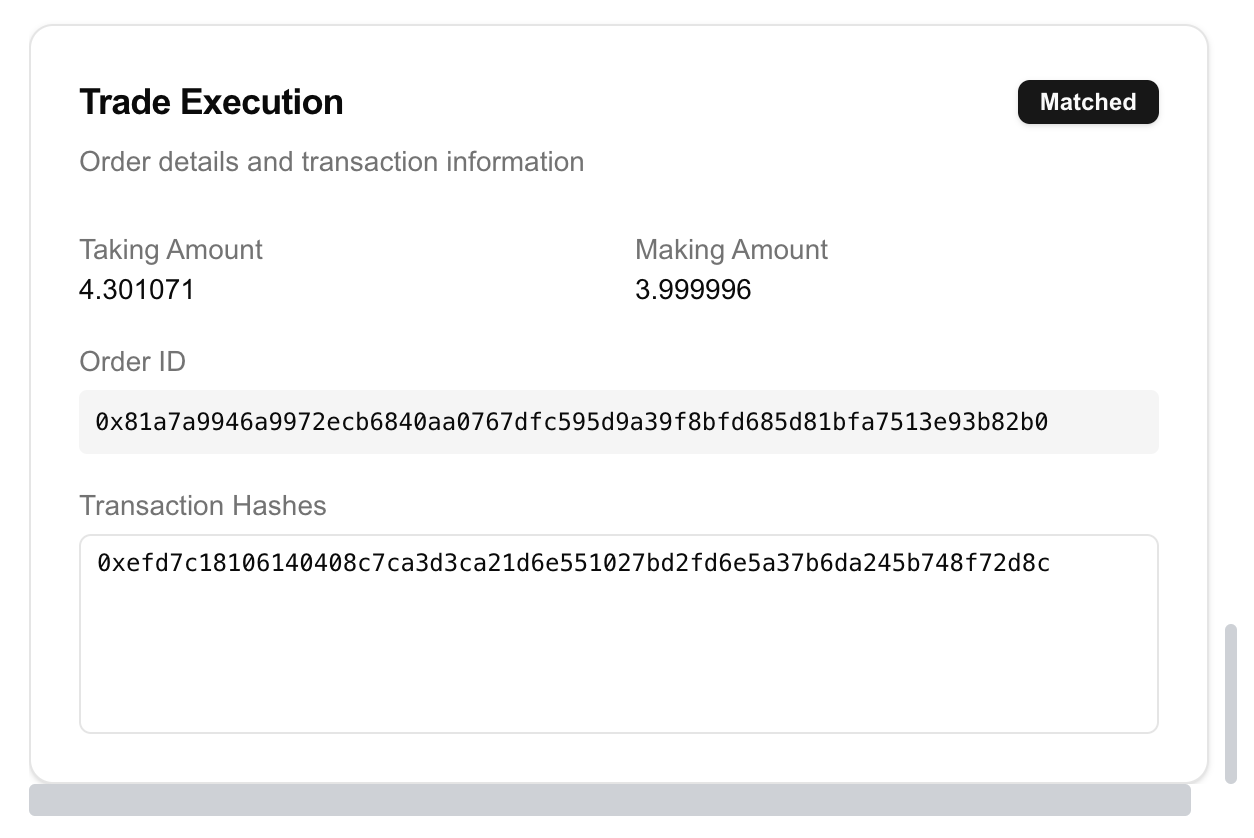 Trade Execution
Matched
Order details and transaction information
Taking Amount
Making Amount
4.301071
3.999996
Order ID
0x81a7a9946a9972ecb6840aa0767dfc595d9a39f8bfd685d81bfa7513e93b82b0
Transaction Hashes
0xefd7c18106140408c7ca3d3ca21d6e551027bd2fd6e5a37b6da245b748f72d8c